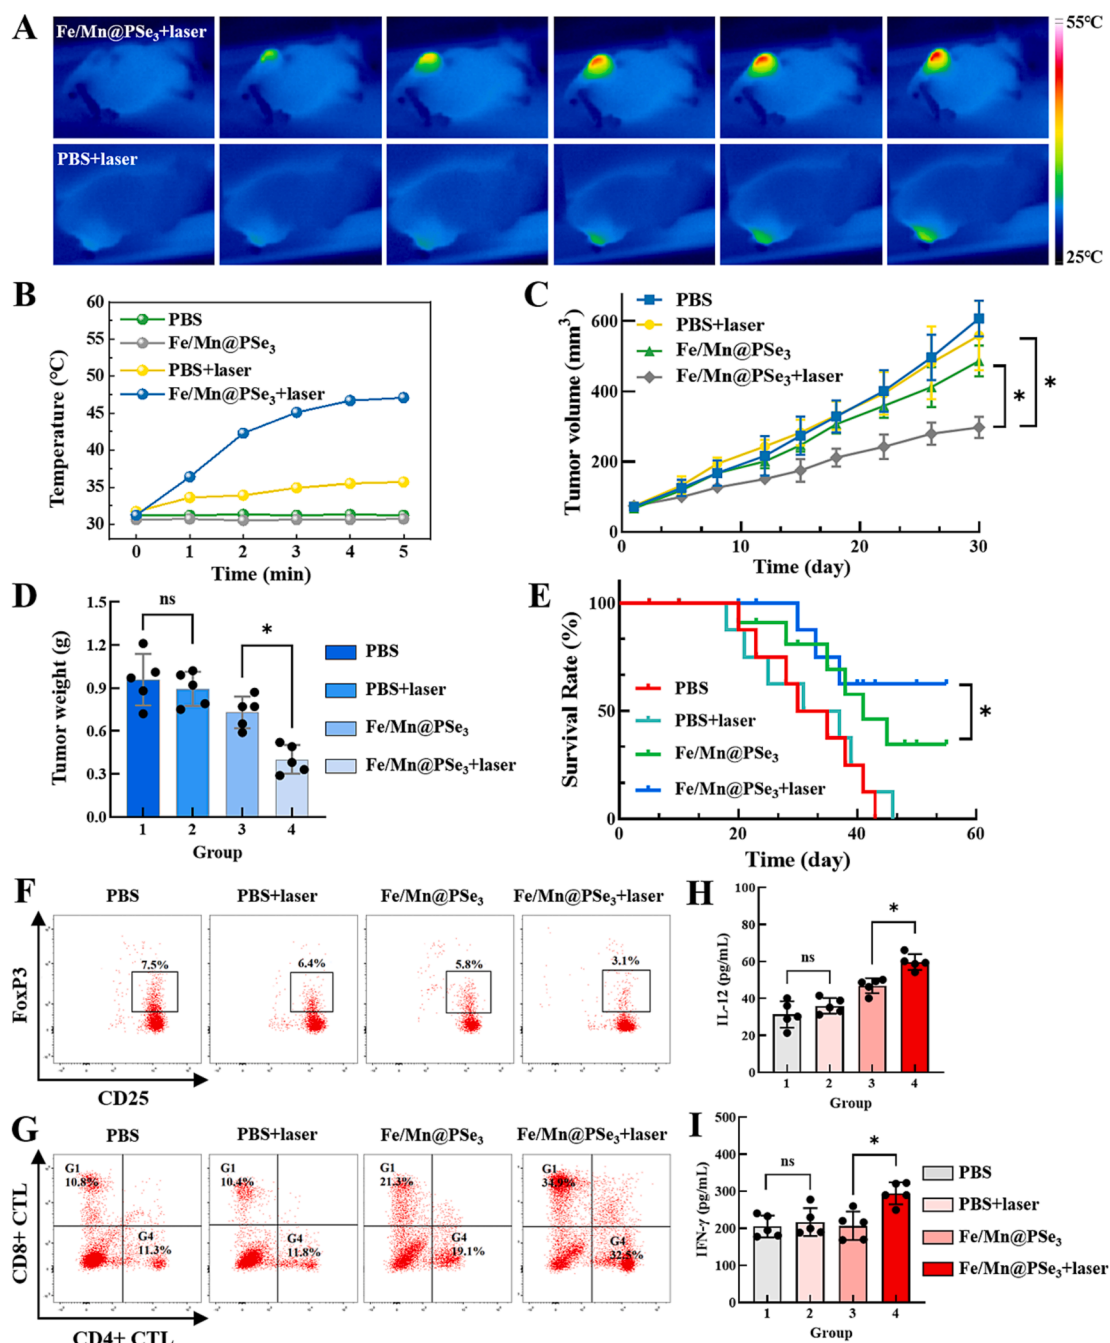 A
Fe/Mn@PSe3+laser
55℃
PBS+laser
25℃
B
60
55
50
45
40
35
30
Temperature (℃)
PBS
Fe/Mn@PSe3
PBS+laser
Fe/Mn@PSe3+laser
0 1 2 3 4 5
Time (min)
C
600
400
200
0
Tumor volume (mm3)
PBS
PBS+laser
Fe/Mn@PSe3
Fe/Mn@PSe3+laser
*
*
0 10 20 30
Time (day)
D
1.5
1.2
0.9
0.6
0.3
0.0
Tumor weight (g)
ns
*
1 2 3 4
Group
PBS
PBS+laser
Fe/Mn@PSe3
Fe/Mn@PSe3+laser
E
100
50
0
Survival Rate (%)
PBS
PBS+laser
Fe/Mn@PSe3
Fe/Mn@PSe3+laser
*
0 20 40 60
Time (day)
F
PBS PBS+laser Fe/Mn@PSe3 Fe/Mn@PSe3+laser
7.5% 6.4% 5.8% 3.1%
FoxP3
CD25
G
PBS PBS+laser Fe/Mn@PSe3 Fe/Mn@PSe3+laser
G1 G1 G1 G1
10.8% 10.4% 21.3% 34.9%
G4 G4 G4 G4
11.3% 11.8% 19.1% 32.5%
CD8+ CTL
CD4+ CTL
H
100
80
60
40
20
0
IL-12 (pg/mL)
ns
*
1 2 3 4
Group
I
500
400
300
200
100
0
IFN-γ (pg/mL)
ns
*
1 2 3 4
Group
PBS
PBS+laser
Fe/Mn@PSe3
Fe/Mn@PSe3+laser